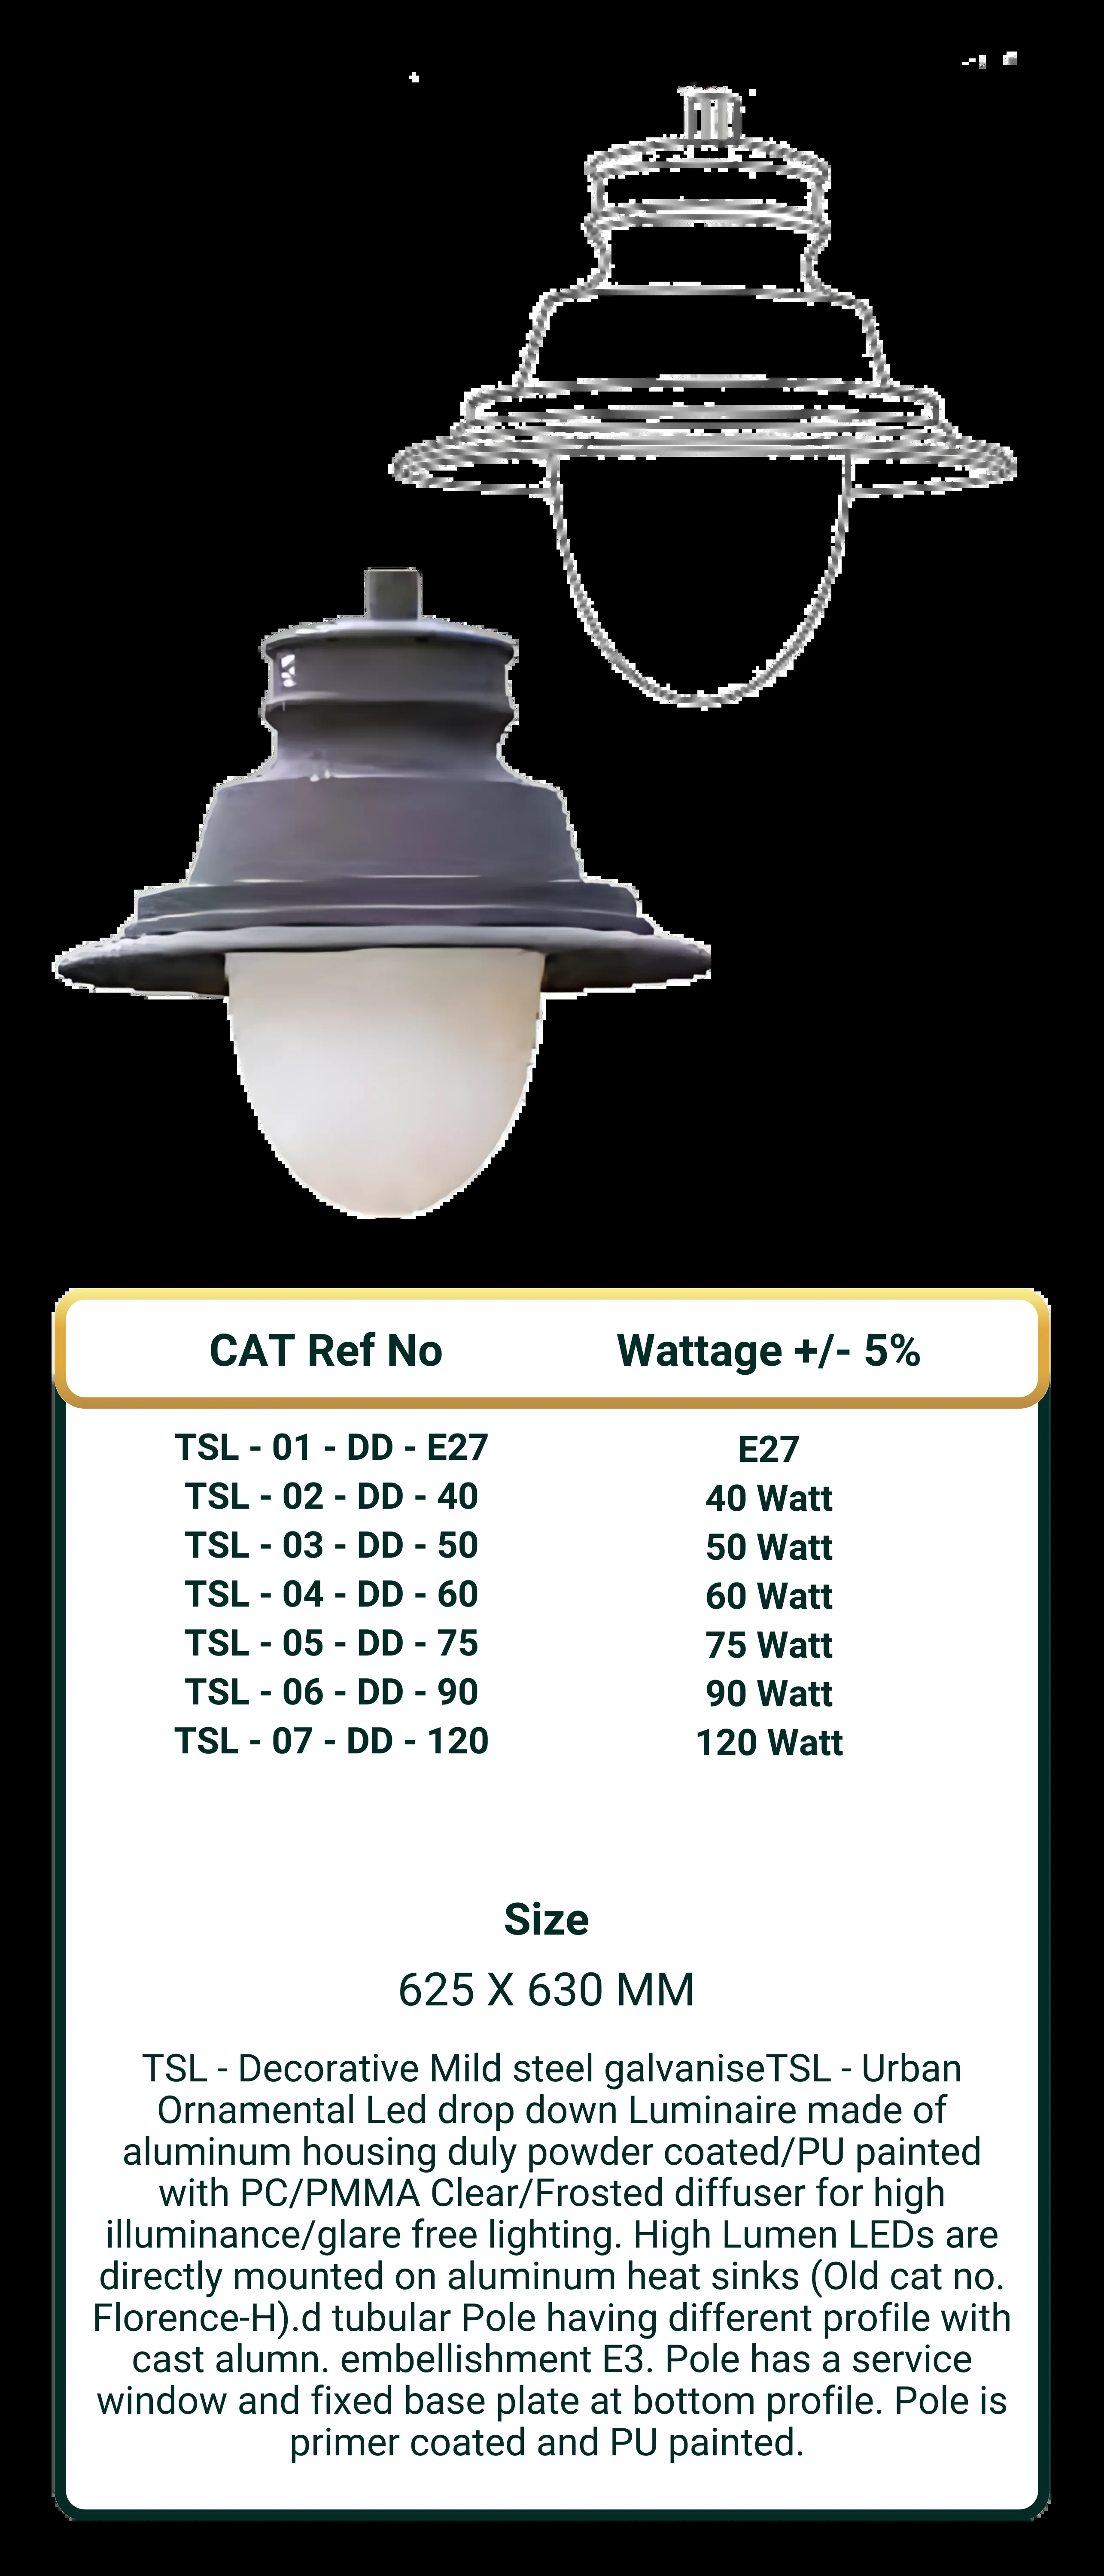 CAT Ref No Wattage +/- 5%
TSL - 01 - DD - E27 E27
TSL - 02 - DD - 40 40 Watt
TSL - 03 - DD - 50 50 Watt
TSL - 04 - DD - 60 60 Watt
TSL - 05 - DD - 75 75 Watt
TSL - 06 - DD - 90 90 Watt
TSL - 07 - DD - 120 120 Watt
Size
625 X 630 MM
TSL - Decorative Mild steel galvaniseTSL - Urban
Ornamental Led drop down Luminaire made of
aluminum housing duly powder coated/PU painted
with PC/PMMA Clear/Frosted diffuser for high
illuminance/glare free lighting. High Lumen LEDs are
directly mounted on aluminum heat sinks (Old cat no.
Florence-H).d tubular Pole having different profile with
cast alumn. embellishment E3. Pole has a service
window and fixed base plate at bottom profile. Pole is
primer coated and PU painted.